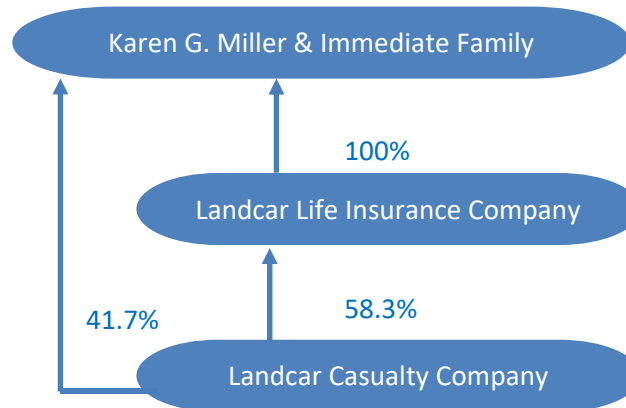 Karen G. Miller & Immediate Family
100%
Landcar Life Insurance Company
41.7%
58.3%
Landcar Casualty Company